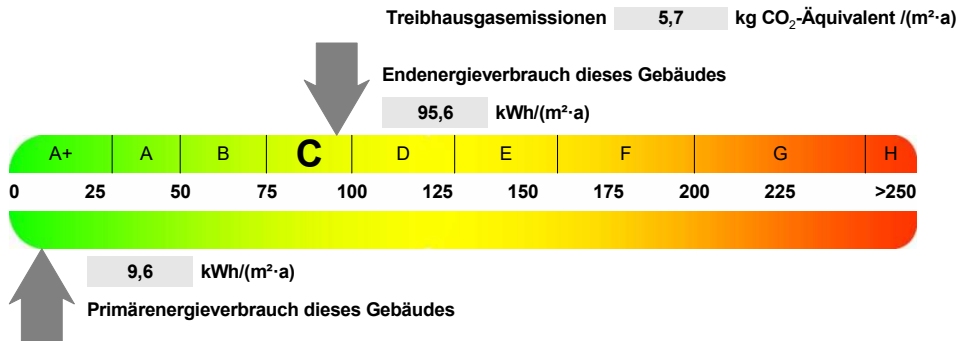 Treibhausgasemissionen 5,7 kg CO₂-Äquivalent /(m²·a)
Endenergieverbrauch dieses Gebäudes
95,6 kWh/(m²·a)
A+ A B C D E F G H
0 25 50 75 100 125 150 175 200 225 >250
9,6 kWh/(m²·a)
Primärenergieverbrauch dieses Gebäudes